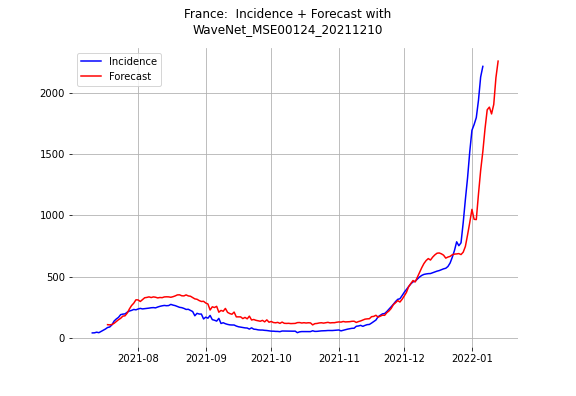 France:  Incidence + Forecast with
WaveNet_MSE00124_20211210
Incidence
Forecast
2000
1500
1000
500
0
2021-08 2021-09 2021-10 2021-11 2021-12 2022-01